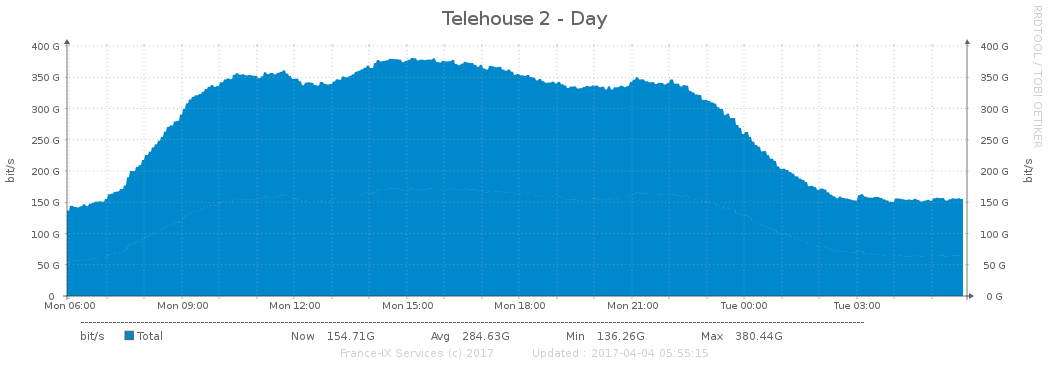 Telehouse 2 - Day
RRDTOOL / TOBI OETIKER
400 G 400 G
350 G 350 G
300 G 300 G
250 G 250 G
200 G 200 G
150 G 150 G
100 G 100 G
50 G 50 G
0 0 G
bit/s bit/s
Mon 06:00 Mon 09:00 Mon 12:00 Mon 15:00 Mon 18:00 Mon 21:00 Tue 00:00 Tue 03:00
bit/s Total Now 154.71G Avg 284.63G Min 136.26G Max 380.44G
France-IX Services (c) 2017 Updated : 2017-04-04 05:55:15